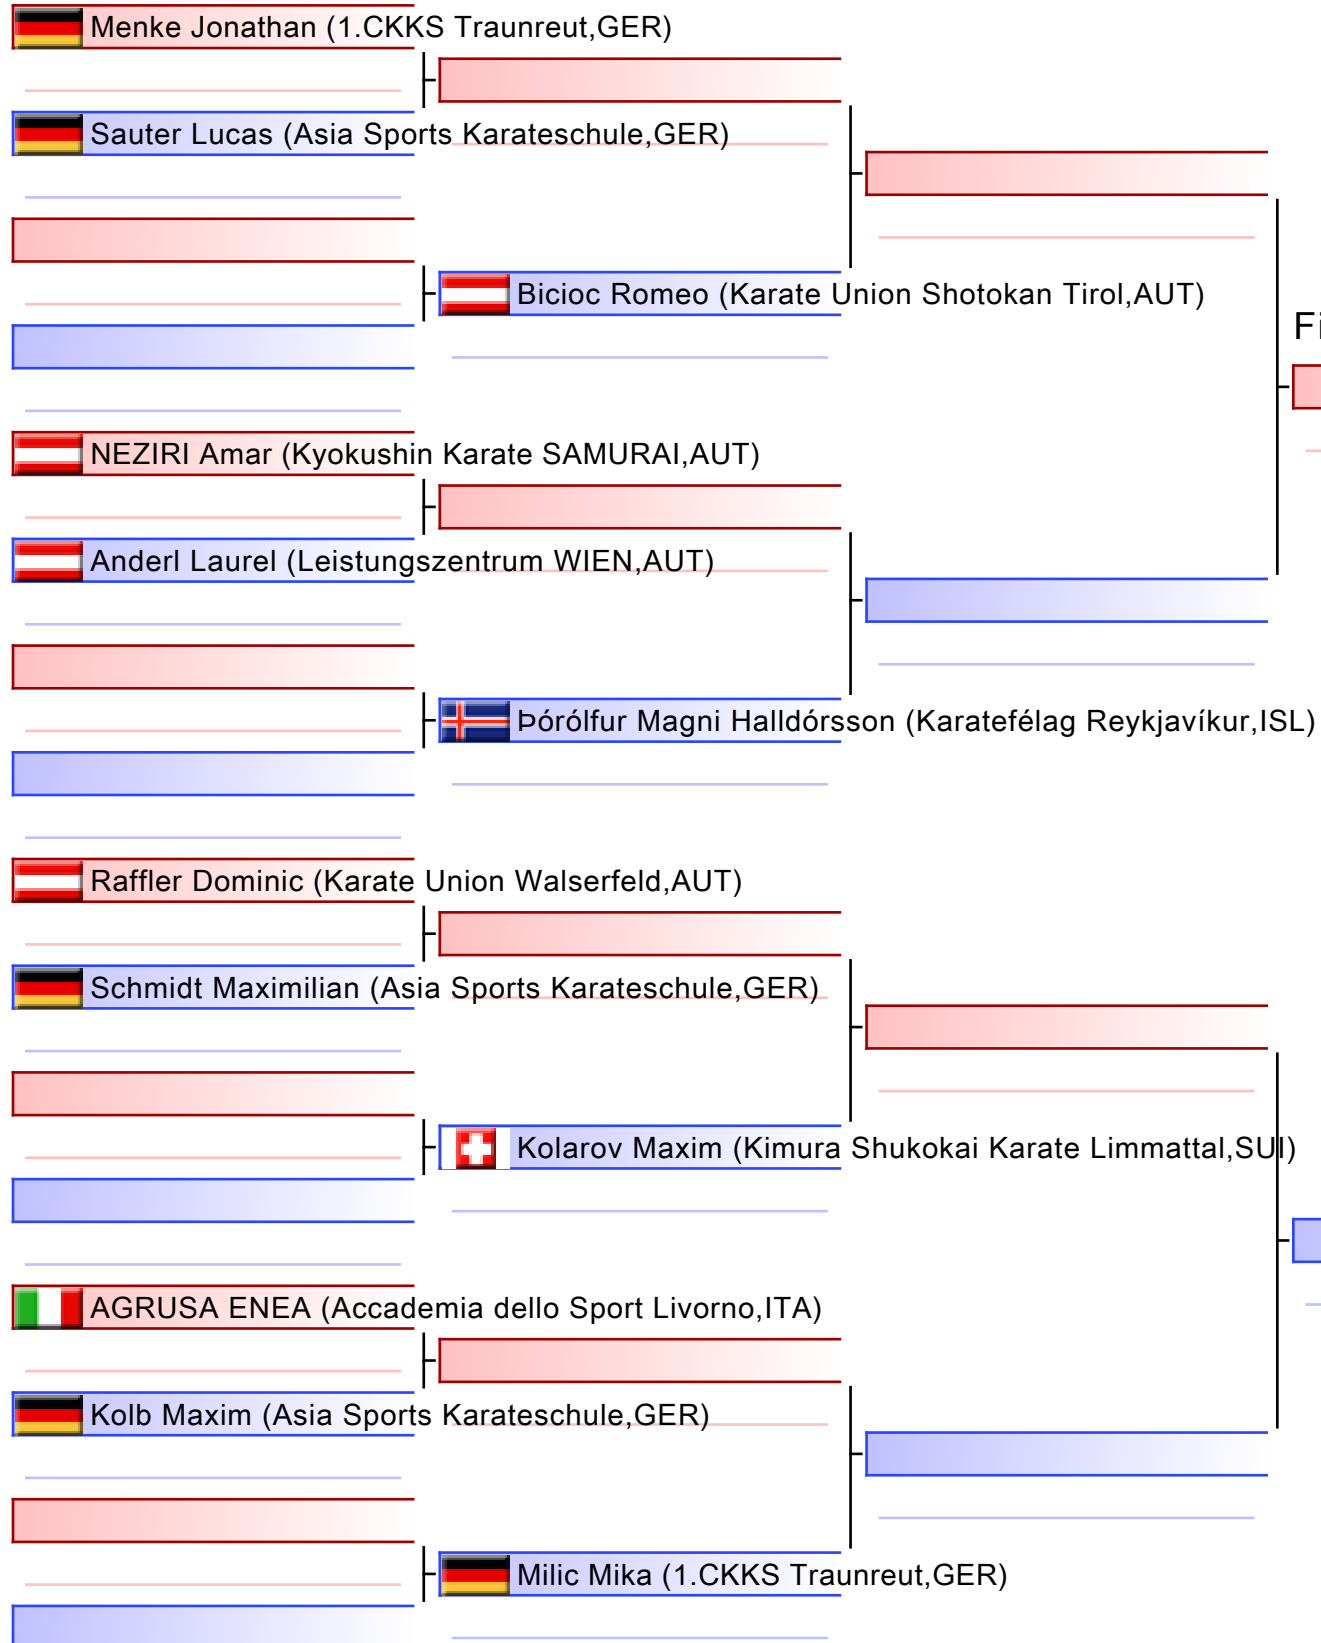 Menke Jonathan (1.CKKS Traunreut,GER)
Sauter Lucas (Asia Sports Karateschule,GER)
Bicioc Romeo (Karate Union Shotokan Tirol,AUT)
Fi
NEZIRI Amar (Kyokushin Karate SAMURAI,AUT)
Anderl Laurel (Leistungszentrum WIEN,AUT)
Þórólfur Magni Halldórsson (Karatefélag Reykjavíkur,ISL)
Raffler Dominic (Karate Union Walserfeld,AUT)
Schmidt Maximilian (Asia Sports Karateschule,GER)
Kolarov Maxim (Kimura Shukokai Karate Limmattal,SUI)
AGRUSA ENEA (Accademia dello Sport Livorno,ITA)
Kolb Maxim (Asia Sports Karateschule,GER)
Milic Mika (1.CKKS Traunreut,GER)